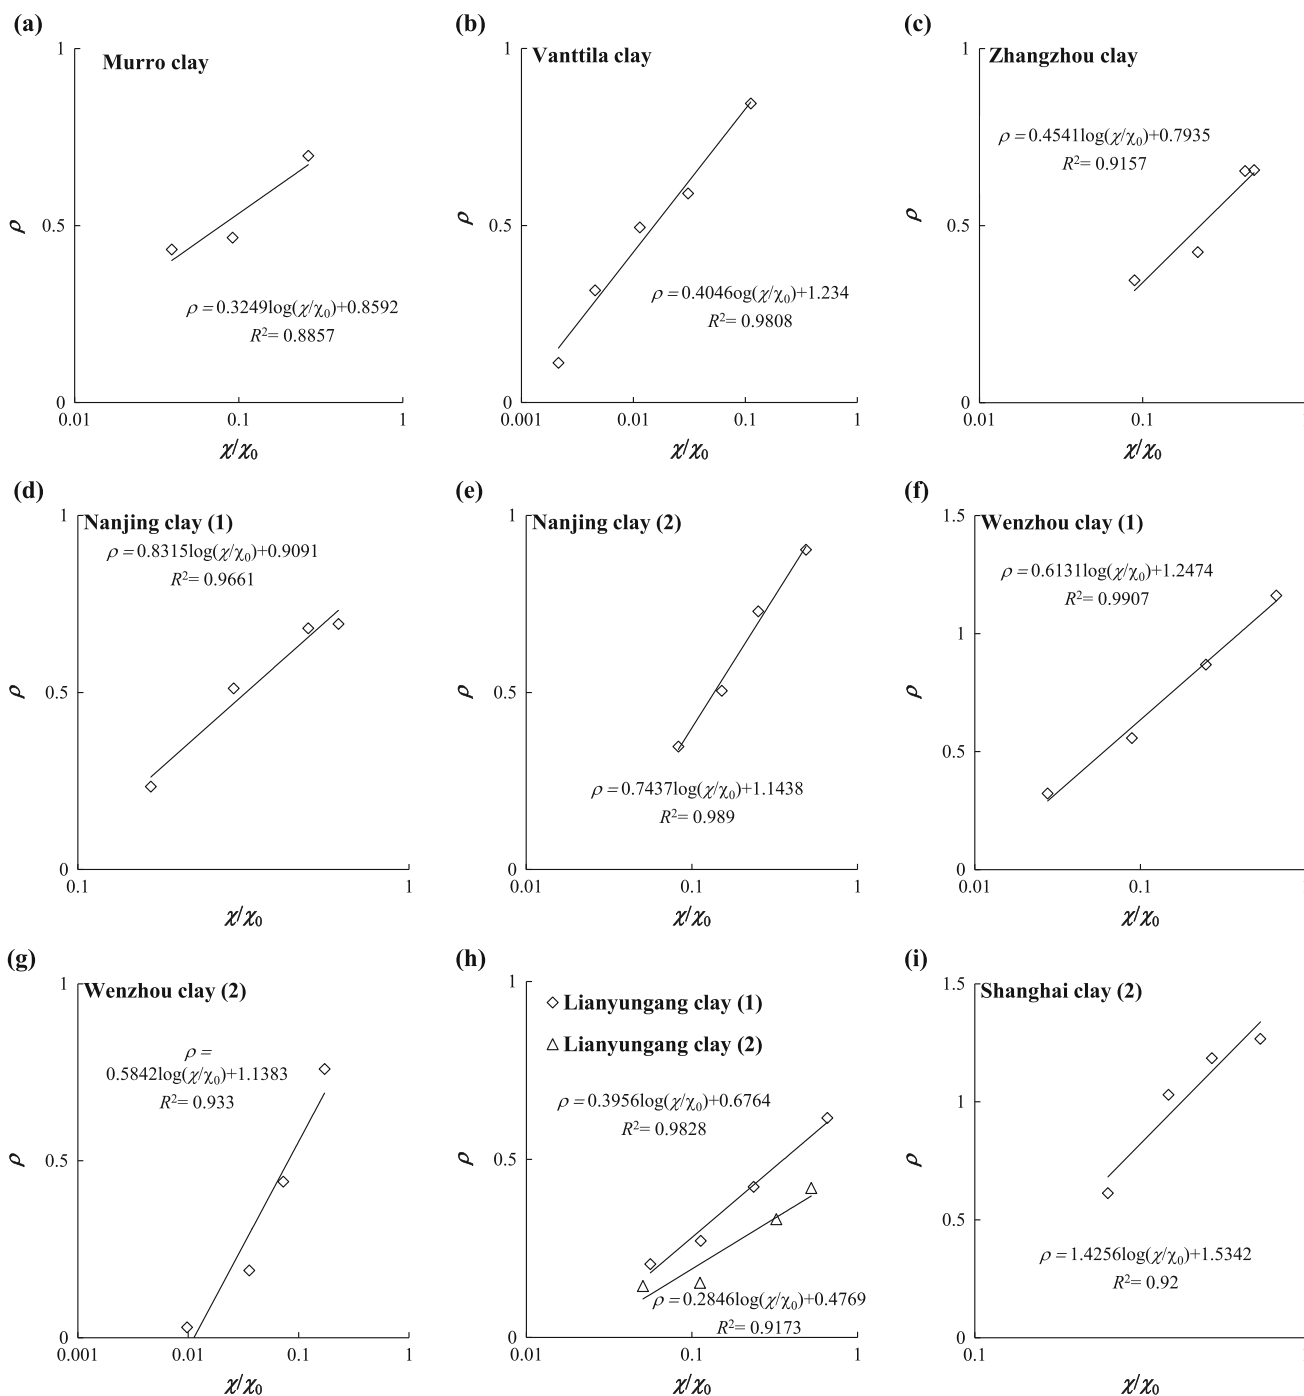 (a)
Murro clay
1
0.5
0
ρ
ρ = 0.3249log(χ/χ₀)+0.8592
R²= 0.8857
0.01
0.1
1
χ/χ₀
(b)
Vanttila clay
1
0.5
0
ρ
ρ = 0.4046og(χ/χ₀)+1.234
R²= 0.9808
0.001
0.01
0.1
1
χ/χ₀
(c)
Zhangzhou clay
1
0.5
0
ρ
ρ = 0.4541log(χ/χ₀)+0.7935
R²= 0.9157
0.01
0.1
χ/χ₀
(d)
Nanjing clay (1)
1
0.5
0
ρ
ρ = 0.8315log(χ/χ₀)+0.9091
R²= 0.9661
0.1
1
χ/χ₀
(e)
Nanjing clay (2)
1
0.5
0
ρ
ρ = 0.7437log(χ/χ₀)+1.1438
R²= 0.989
0.01
0.1
1
χ/χ₀
(f)
Wenzhou clay (1)
1.5
1
0.5
0
ρ
ρ = 0.6131log(χ/χ₀)+1.2474
R²= 0.9907
0.01
0.1
χ/χ₀
(g)
Wenzhou clay (2)
1
0.5
0
ρ
ρ =
0.5842log(χ/χ₀)+1.1383
R²= 0.933
0.001
0.01
0.1
1
χ/χ₀
(h)
Lianyungang clay (1)
Lianyungang clay (2)
1
0.5
0
ρ
ρ = 0.3956log(χ/χ₀)+0.6764
R²= 0.9828
ρ = 0.2846log(χ/χ₀)+0.4769
R²= 0.9173
0.01
0.1
1
χ/χ₀
(i)
Shanghai clay (2)
1.5
1
0.5
0
ρ
ρ = 1.4256log(χ/χ₀)+1.5342
R²= 0.92
0.1
χ/χ₀